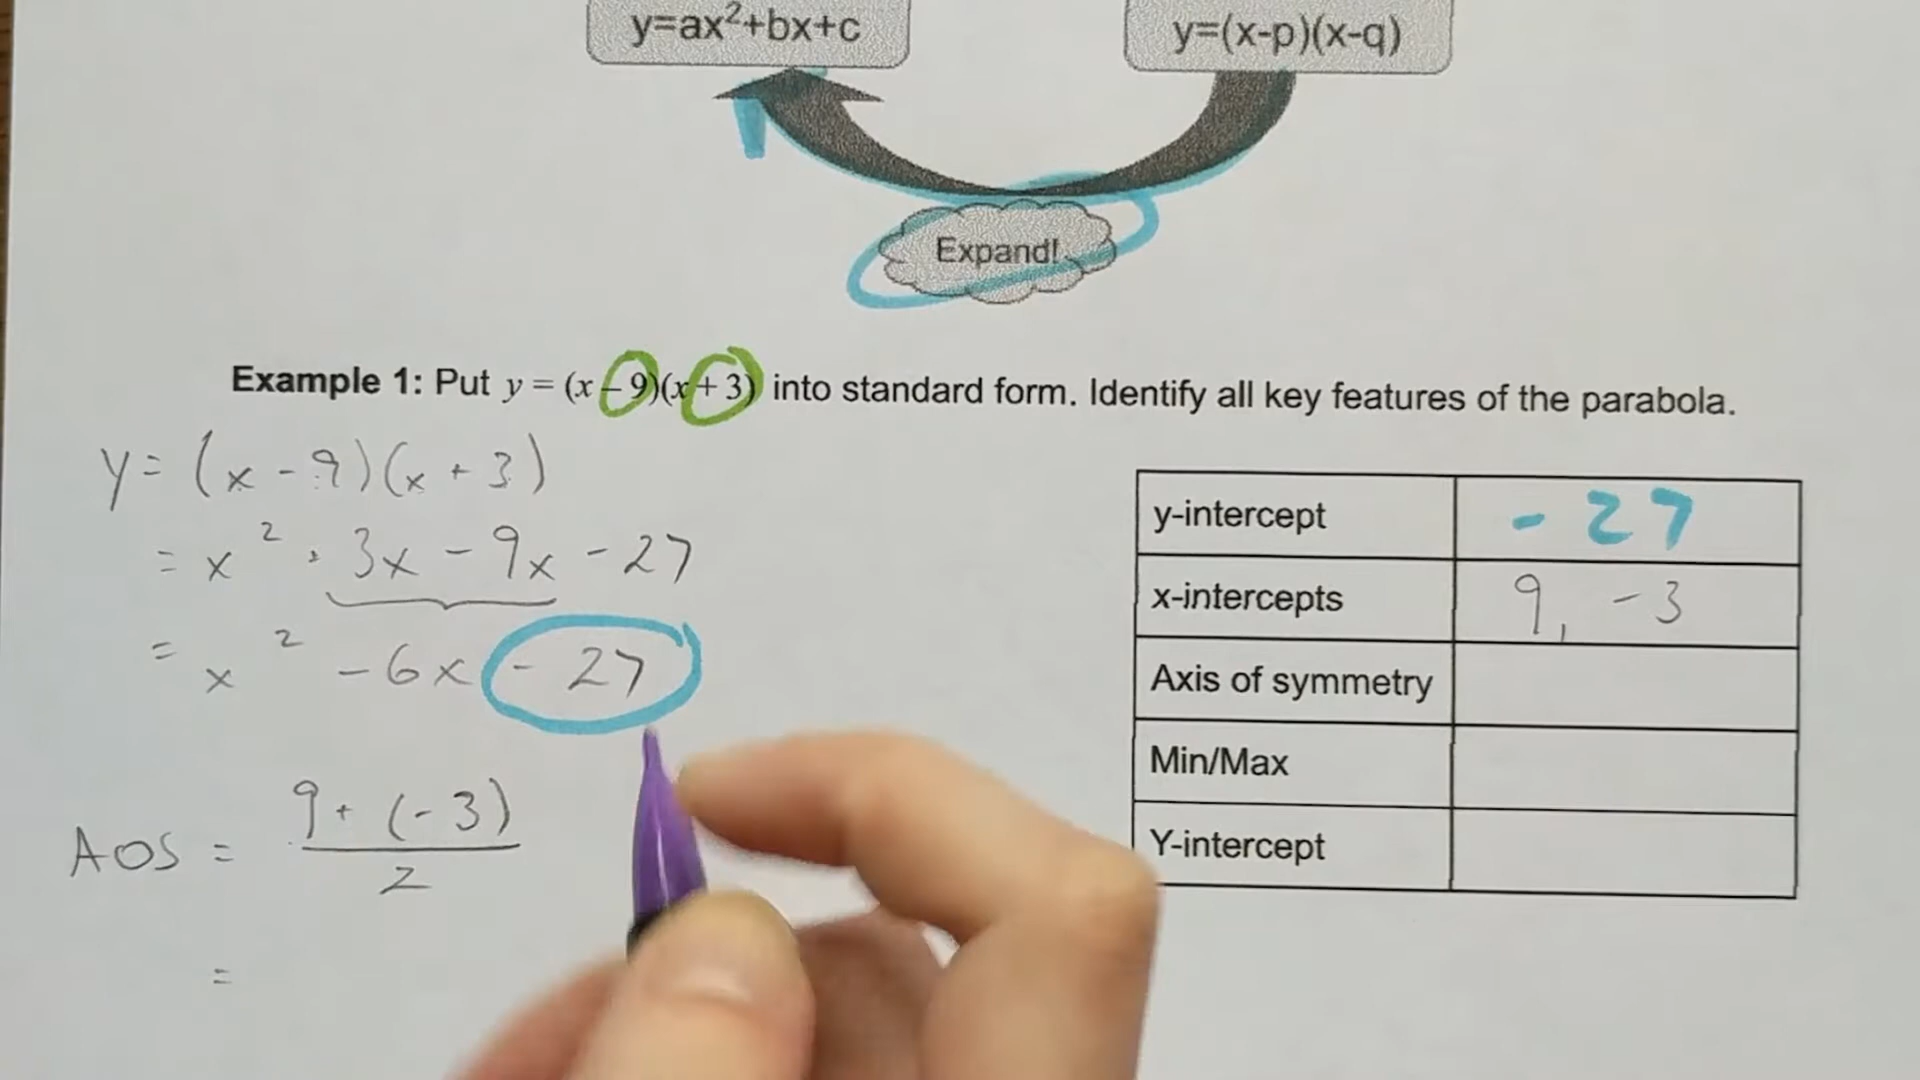 y=ax²+bx+c
y=(x-p)(x-q)
Expand!
Example 1: Put y = (x – 9)(x + 3) into standard form. Identify all key features of the parabola.
y = (x - 9)(x + 3)
= x² + 3x - 9x - 27
= x² - 6x - 27
AOS = 9 + (-3) / 2
=
y-intercept - 27
x-intercepts 9, -3
Axis of symmetry
Min/Max
Y-intercept